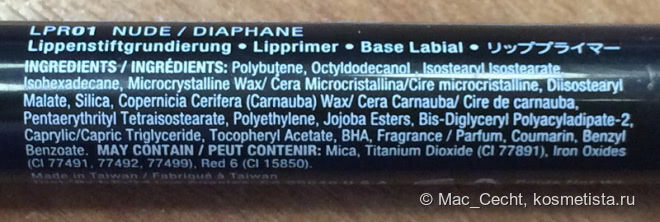 LPR01 NUDE / DIAPHANE
Lippenstiftgrundierung • Lipprimer • Base Labial • リッププライマー
INGREDIENTS / INGRÉDIENTS: Polybutene, Octyldodecanol, Isostearyl Isostearate,
Isohexadecane, Microcrystalline Wax/ Cera Microcristallina/Cire microcristalline, Diisostearyl
Malate, Silica, Copernicia Cerifera (Carnauba) Wax/ Cera Carnauba/ Cire de carnauba,
Pentaerythrityl Tetraisostearate, Polyethylene, Jojoba Esters, Bis-Diglyceryl Polyacyladipate-2,
Caprylic/Capric Triglyceride, Tocopheryl Acetate, BHA, Fragrance / Parfum, Coumarin, Benzyl
Benzoate. MAY CONTAIN / PEUT CONTENIR: Mica, Titanium Dioxide (CI 77891), Iron Oxides
(CI 77491, 77492, 77499), Red 6 (CI 15850).
Made in Taiwan / Fabriqué à Taiwan
© Mac_Cecht, kosmetista.ru